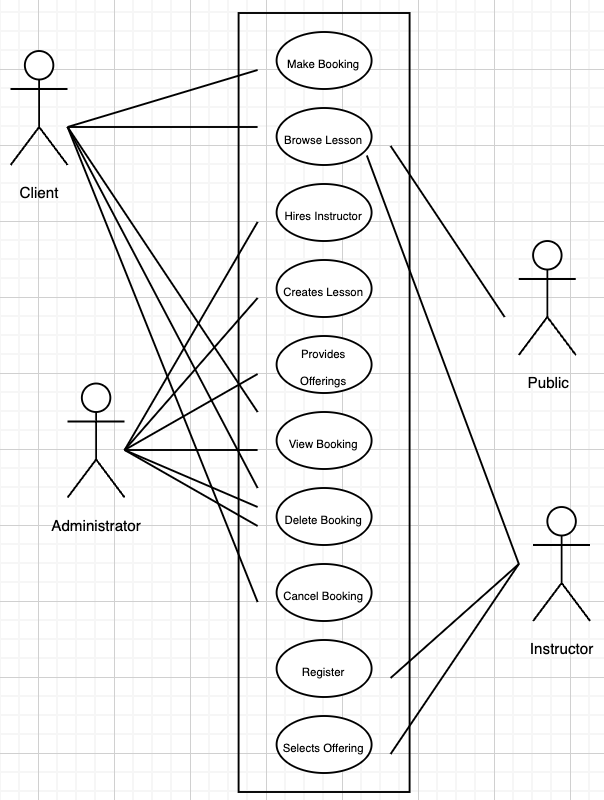 Make Booking
Client
Browse Lesson
Hires Instructor
Creates Lesson
Provides
Offerings
Public
View Booking
Administrator
Delete Booking
Cancel Booking
Instructor
Register
Selects Offering